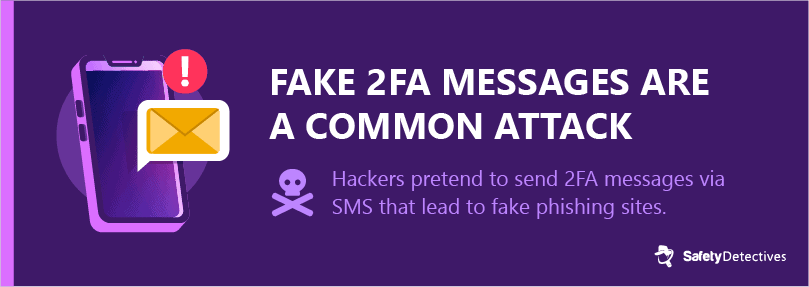 !
FAKE 2FA MESSAGES ARE
A COMMON ATTACK
Hackers pretend to send 2FA messages via
SMS that lead to fake phishing sites.
SafetyDetectives